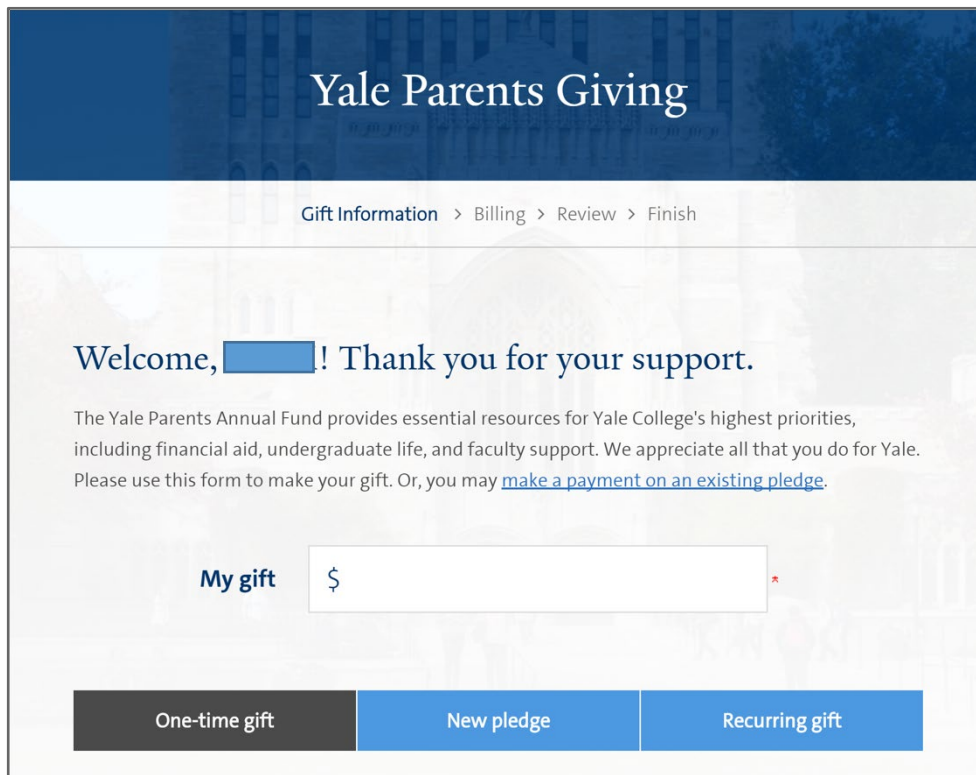 Yale Parents Giving
Gift Information > Billing > Review > Finish
Welcome, ! Thank you for your support.
The Yale Parents Annual Fund provides essential resources for Yale College's highest priorities,
including financial aid, undergraduate life, and faculty support. We appreciate all that you do for Yale.
Please use this form to make your gift. Or, you may make a payment on an existing pledge.
My gift $ *
One-time gift New pledge Recurring gift